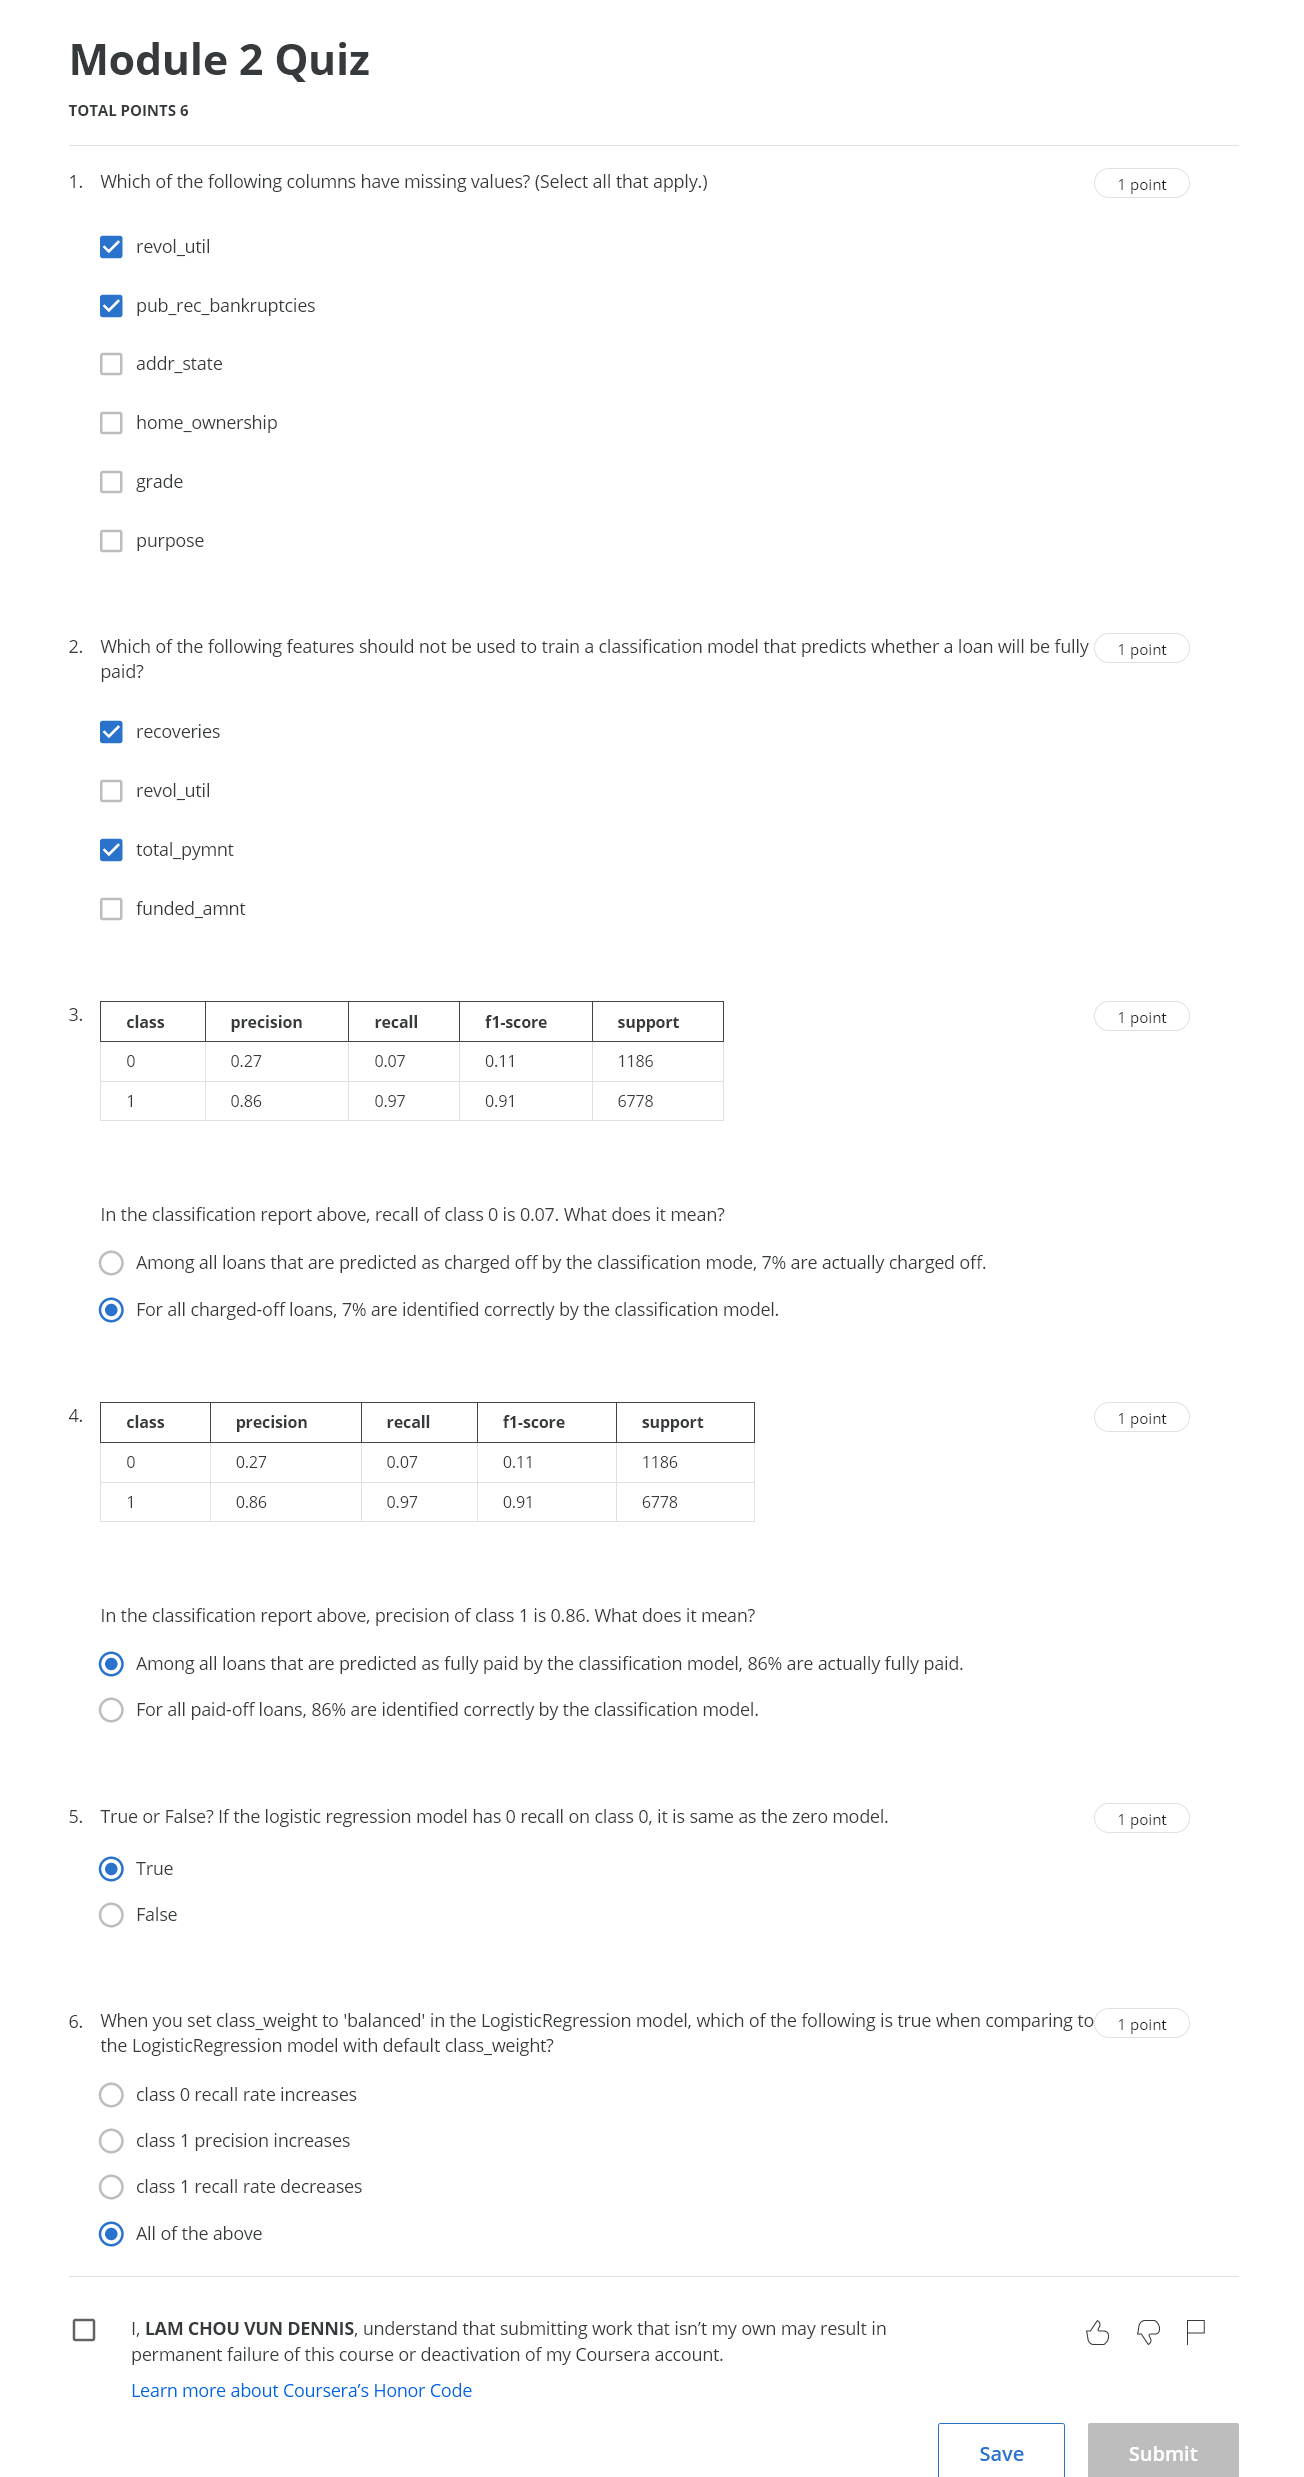 Module 2 Quiz
TOTAL POINTS 6
1. Which of the following columns have missing values? (Select all that apply.) 1 point
revol_util
pub_rec_bankruptcies
addr_state
home_ownership
grade
purpose
2. Which of the following features should not be used to train a classification model that predicts whether a loan will be fully 1 point
paid?
recoveries
revol_util
total_pymnt
funded_amnt
3. 1 point
class precision recall f1-score support
0 0.27 0.07 0.11 1186
1 0.86 0.97 0.91 6778
In the classification report above, recall of class 0 is 0.07. What does it mean?
Among all loans that are predicted as charged off by the classification mode, 7% are actually charged off.
For all charged-off loans, 7% are identified correctly by the classification model.
4. 1 point
class precision recall f1-score support
0 0.27 0.07 0.11 1186
1 0.86 0.97 0.91 6778
In the classification report above, precision of class 1 is 0.86. What does it mean?
Among all loans that are predicted as fully paid by the classification model, 86% are actually fully paid.
For all paid-off loans, 86% are identified correctly by the classification model.
5. True or False? If the logistic regression model has 0 recall on class 0, it is same as the zero model. 1 point
True
False
6. When you set class_weight to 'balanced' in the LogisticRegression model, which of the following is true when comparing to 1 point
the LogisticRegression model with default class_weight?
class 0 recall rate increases
class 1 precision increases
class 1 recall rate decreases
All of the above
I, LAM CHOU VUN DENNIS, understand that submitting work that isn’t my own may result in
permanent failure of this course or deactivation of my Coursera account.
Learn more about Coursera’s Honor Code
Save Submit